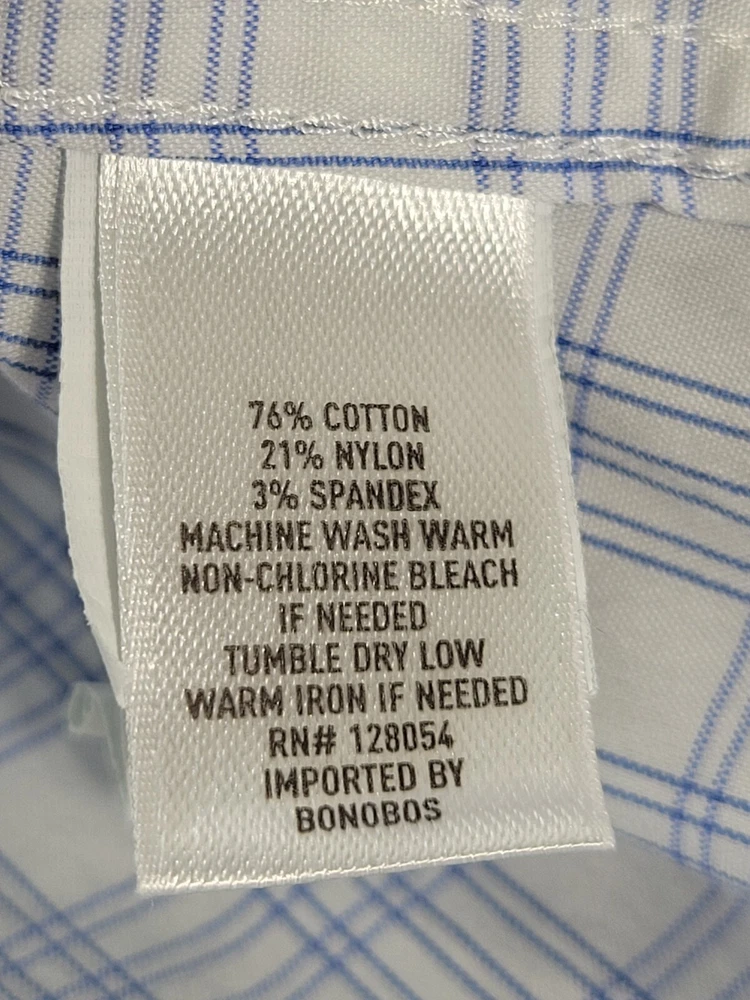 76% COTTON
21% NYLON
3% SPANDEX
MACHINE WASH WARM
NON-CHLORINE BLEACH
IF NEEDED
TUMBLE DRY LOW
WARM IRON IF NEEDED
RN# 128054
IMPORTED BY
BONOBOS